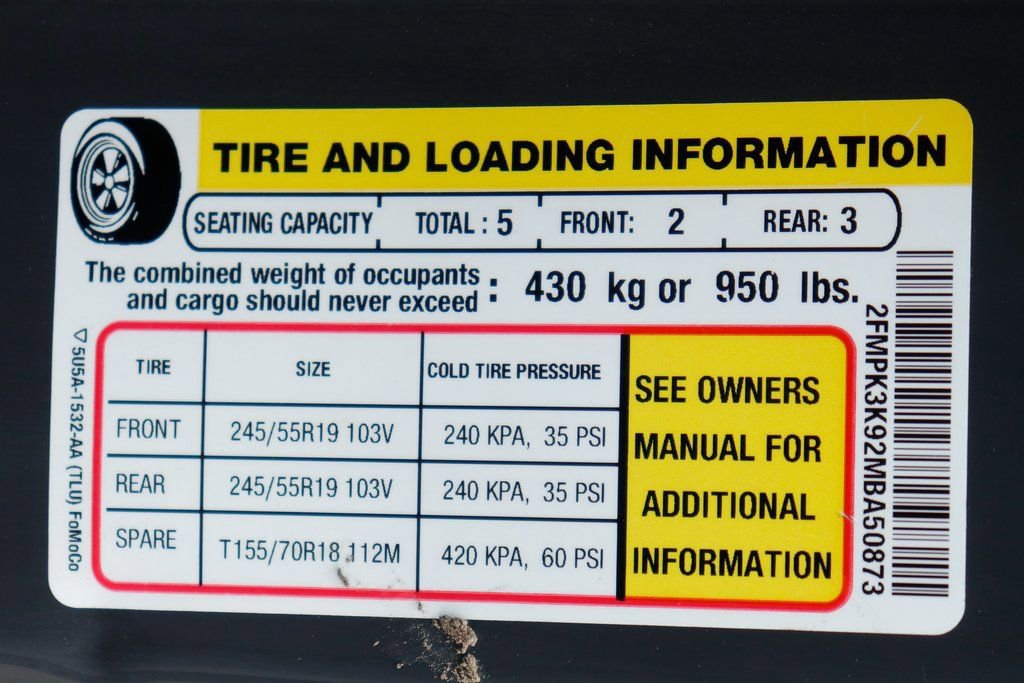 TIRE AND LOADING INFORMATION
SEATING CAPACITY TOTAL : 5 FRONT: 2 REAR: 3
The combined weight of occupants
and cargo should never exceed : 430 kg or 950 lbs.
TIRE SIZE COLD TIRE PRESSURE
FRONT 245/55R19 103V 240 KPA, 35 PSI
REAR 245/55R19 103V 240 KPA, 35 PSI
SPARE T155/70R18 112M 420 KPA, 60 PSI
SEE OWNERS
MANUAL FOR
ADDITIONAL
INFORMATION
2FMPK3K92MBA50873
5U5A-1532-AA (TLU) FoMoCo